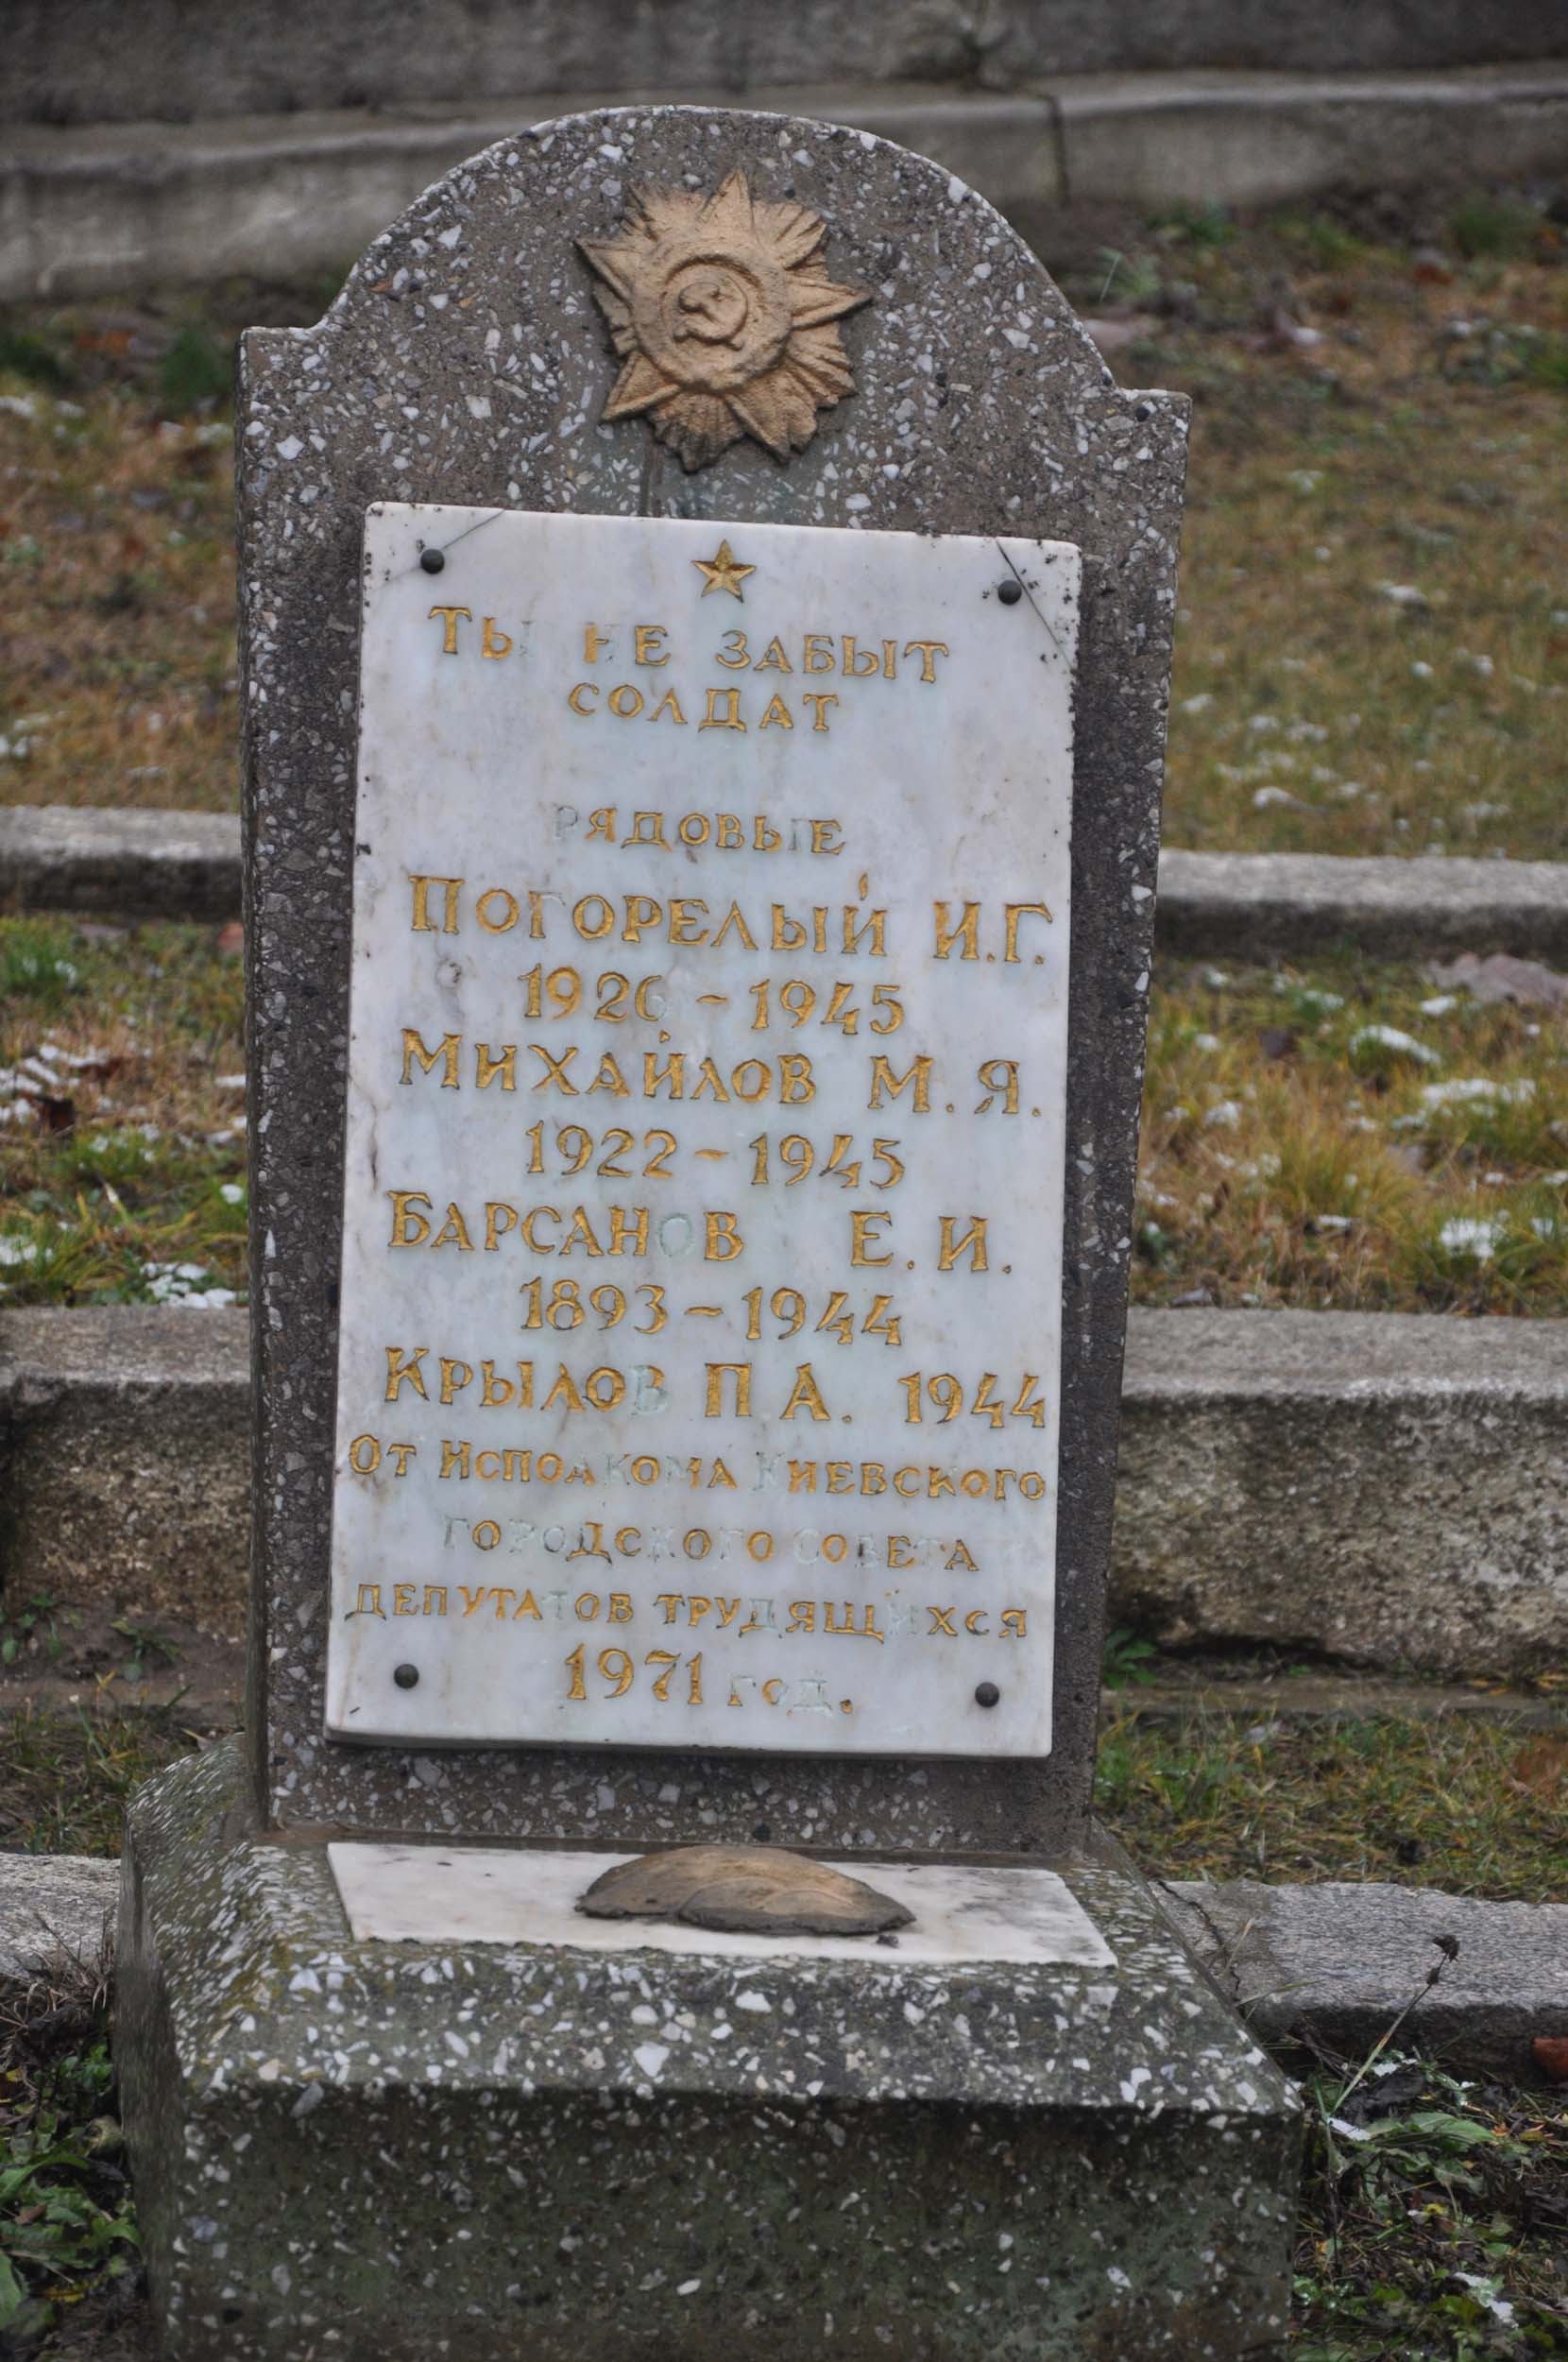 ТЫ НЕ ЗАБЫТ
СОЛДАТ
РЯДОВЫЕ
ПОГОРЕЛЫЙ И.Г.
1926 - 1945
МИХАЙЛОВ М.Я.
1922 - 1945
БАРСАНОВ Е.И.
1893 - 1944
КРЫЛОВ П А. 1944
ОТ ИСПОЛКОМА КИЕВСКОГО
ГОРОДСКОГО СОВЕТА
ДЕПУТАТОВ ТРУДЯЩИХСЯ
1971 ГОД.